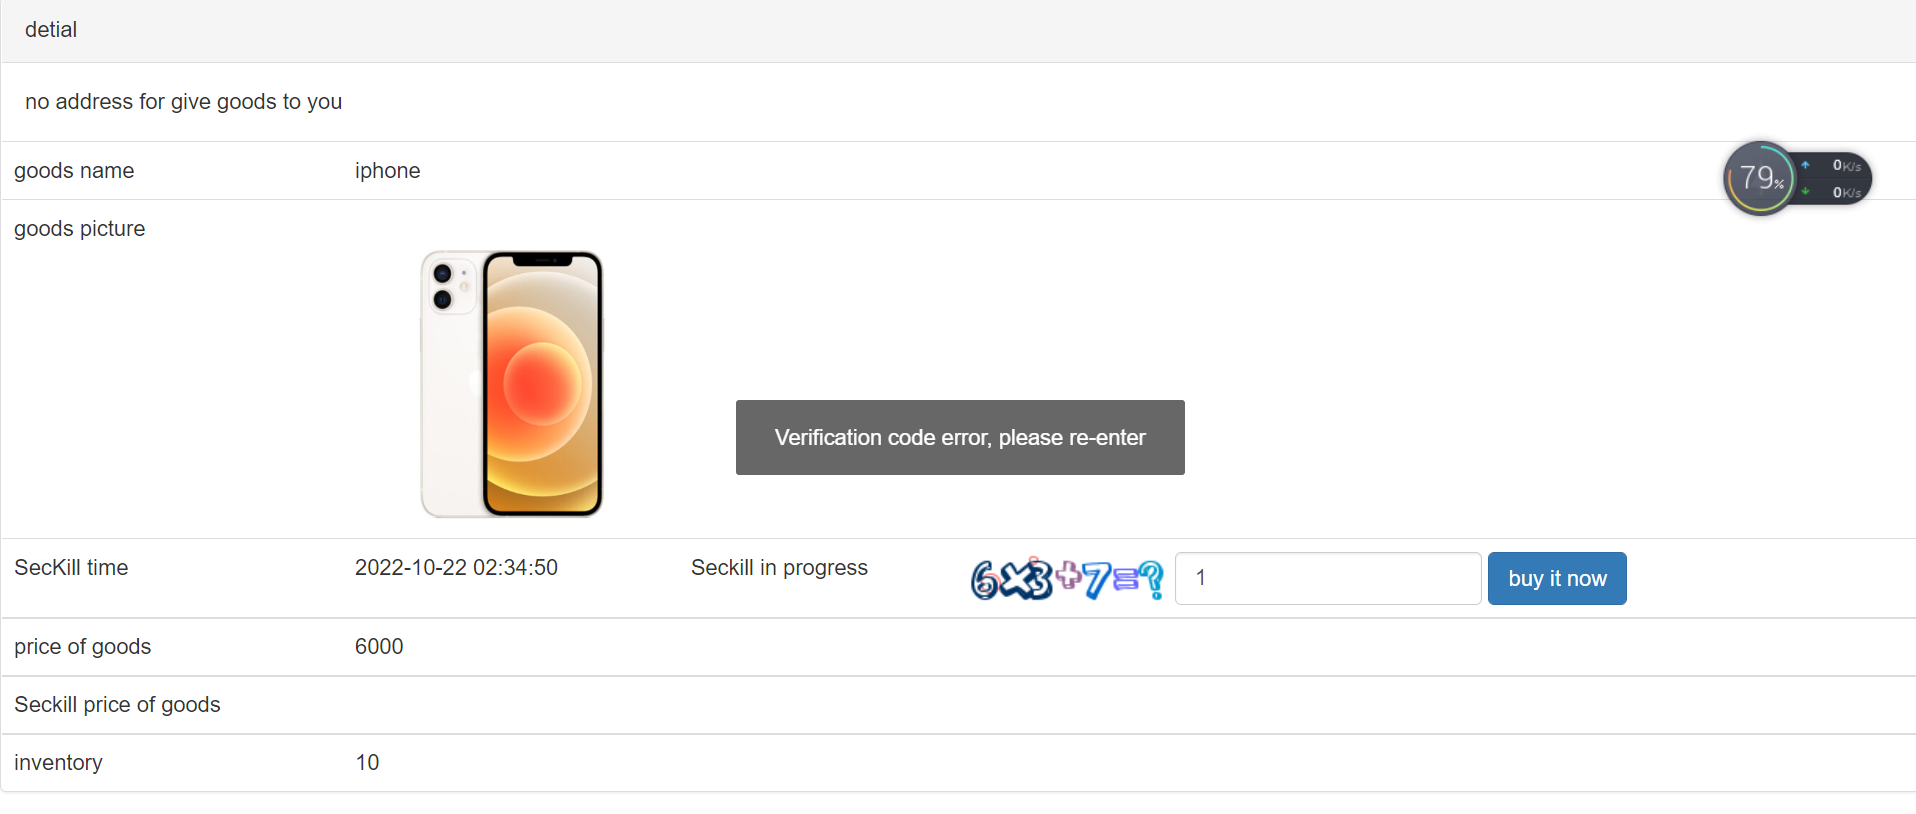 detial
no address for give goods to you
goods name iphone
79% 0K/s
0K/s
goods picture
Verification code error, please re-enter
SecKill time 2022-10-22 02:34:50 Seckill in progress 6X3+7=? 1 buy it now
price of goods 6000
Seckill price of goods
inventory 10